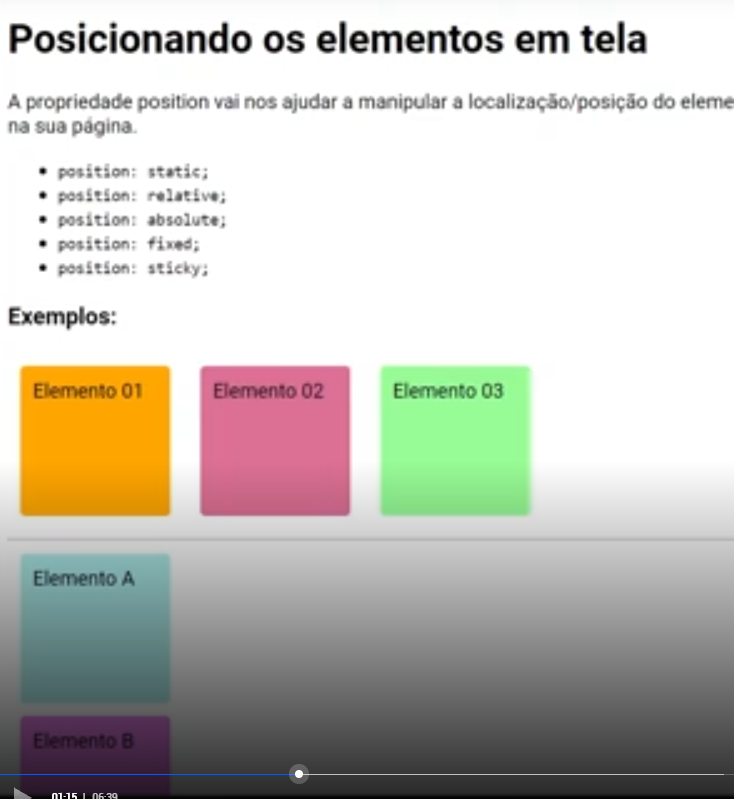 Posicionando os elementos em tela
A propriedade position vai nos ajudar a manipular a localização/posição do eleme
na sua página.
• position: static;
• position: relative;
• position: absolute;
• position: fixed;
• position: sticky;
Exemplos:
Elemento 01
Elemento 02
Elemento 03
Elemento A
Elemento B
01:15 | 06:39